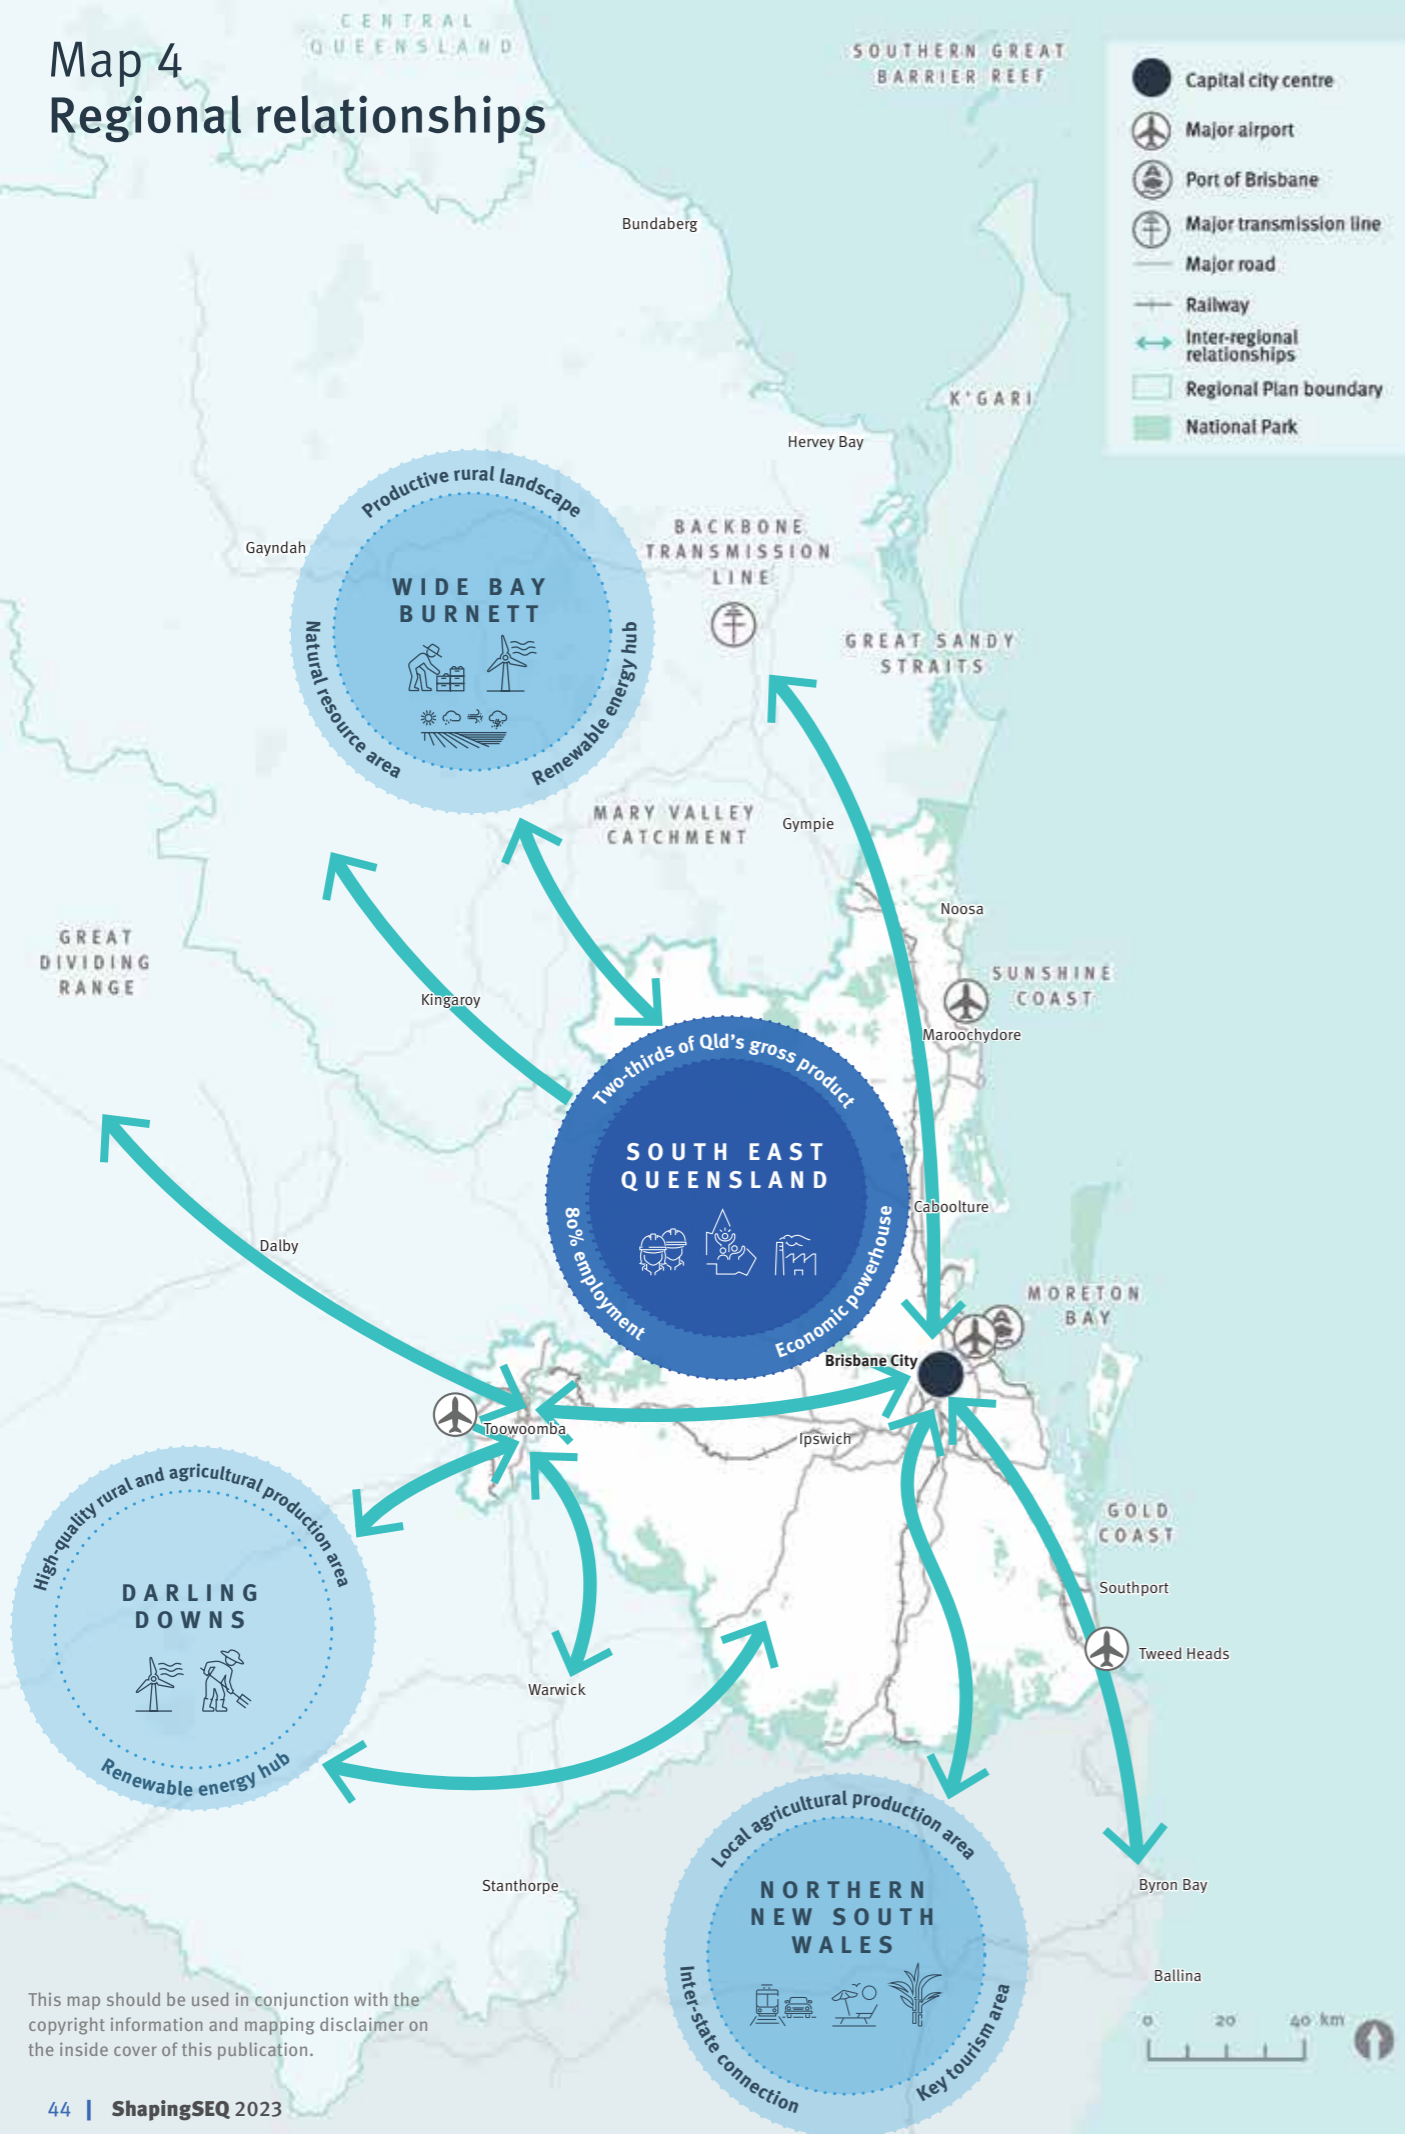 Map 4
Regional relationships
CENTRAL
QUEENSLAND
SOUTHERN GREAT
BARRIER REEF
Capital city centre
Major airport
Port of Brisbane
Major transmission line
Major road
Railway
Inter-regional
relationships
Regional Plan boundary
National Park
Bundaberg
K'GARI
Hervey Bay
Productive rural landscape
Gayndah
WIDE BAY
BURNETT
Natural resource area
Renewable energy hub
BACKBONE
TRANSMISSION
LINE
GREAT SANDY
STRAITS
MARY VALLEY
CATCHMENT
Gympie
Noosa
GREAT
DIVIDING
RANGE
SUNSHINE
COAST
Kingaroy
Maroochydore
Two-thirds of Qld's gross product
SOUTH EAST
QUEENSLAND
80% employment
Economic powerhouse
Caboolture
Dalby
MORETON
BAY
Brisbane City
Toowoomba
Ipswich
High-quality rural and agricultural production area
DARLING
DOWNS
Renewable energy hub
GOLD
COAST
Southport
Tweed Heads
Warwick
Local agricultural production area
NORTHERN
NEW SOUTH
WALES
Inter-state connection
Key tourism area
Stanthorpe
Byron Bay
Ballina
This map should be used in conjunction with the
copyright information and mapping disclaimer on
the inside cover of this publication.
0 20 40 km
44 | ShapingSEQ 2023